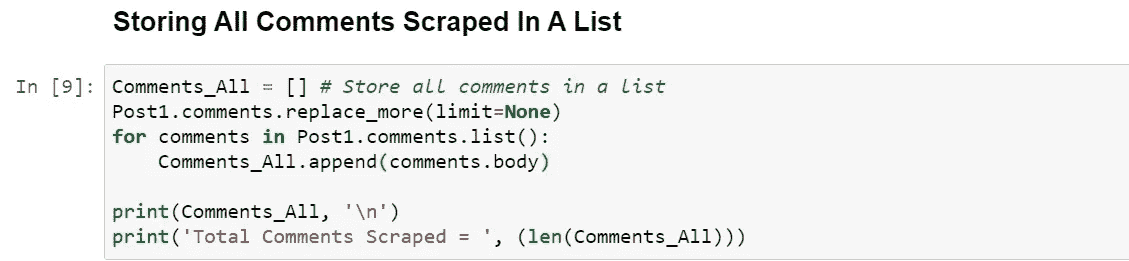 Storing All Comments Scraped In A List
In [9]: Comments_All = [] # Store all comments in a list
Post1.comments.replace_more(limit=None)
for comments in Post1.comments.list():
    Comments_All.append(comments.body)

print(Comments_All, '\n')
print('Total Comments Scraped = ', (len(Comments_All)))